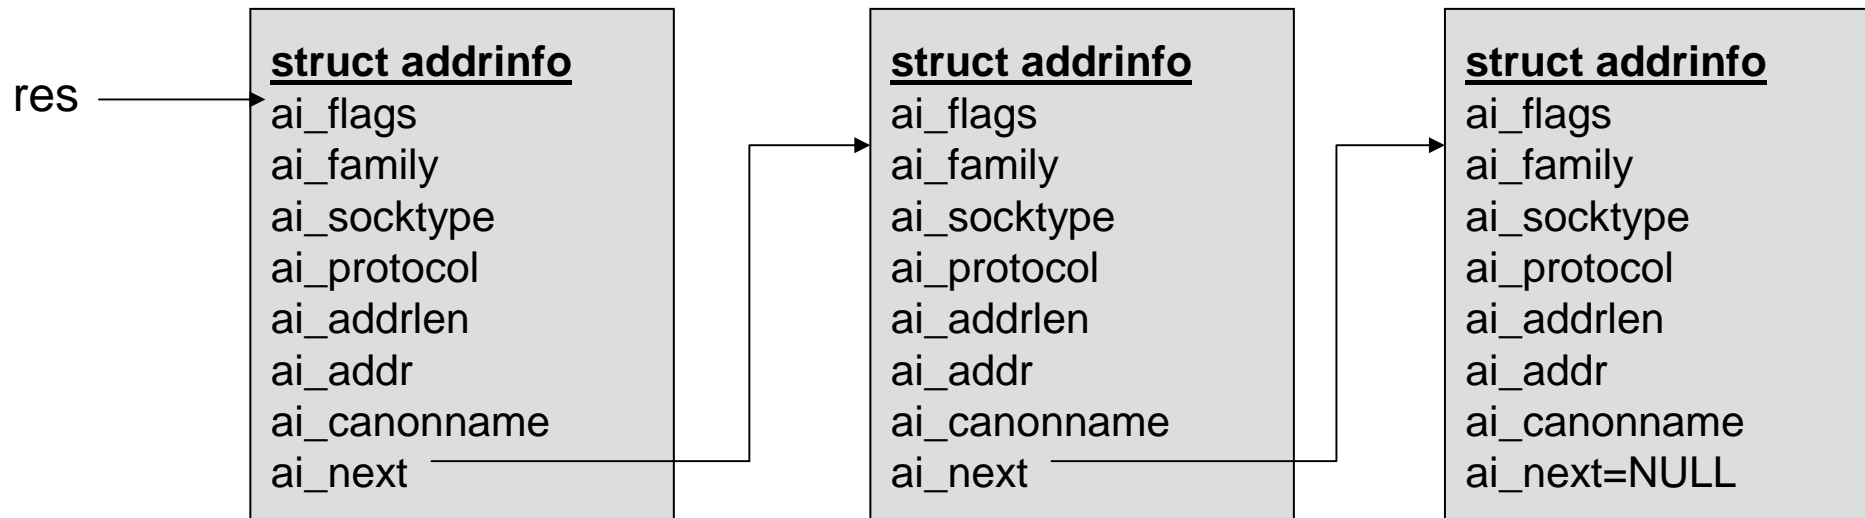 res
struct addrinfo
ai_flags
ai_family
ai_socktype
ai_protocol
ai_addrlen
ai_addr
ai_canonname
ai_next
struct addrinfo
ai_flags
ai_family
ai_socktype
ai_protocol
ai_addrlen
ai_addr
ai_canonname
ai_next
struct addrinfo
ai_flags
ai_family
ai_socktype
ai_protocol
ai_addrlen
ai_addr
ai_canonname
ai_next=NULL